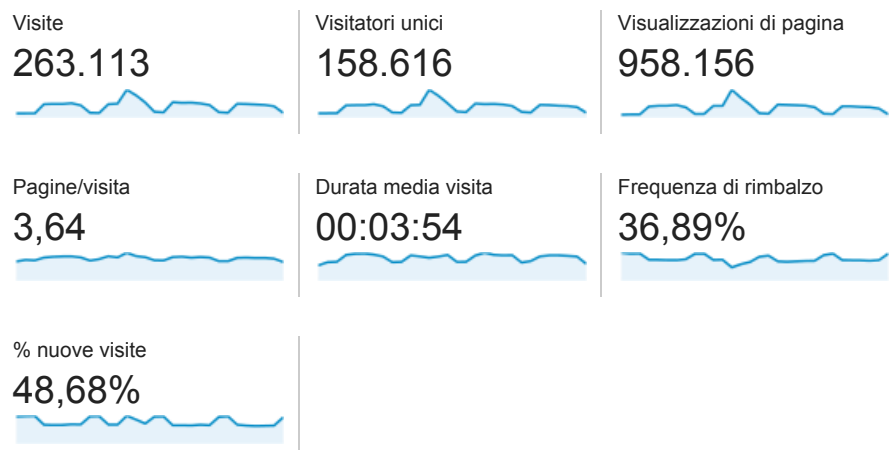 Visite
263.113
Visitatori unici
158.616
Visualizzazioni di pagina
958.156
Pagine/visita
3,64
Durata media visita
00:03:54
Frequenza di rimbalzo
36,89%
% nuove visite
48,68%